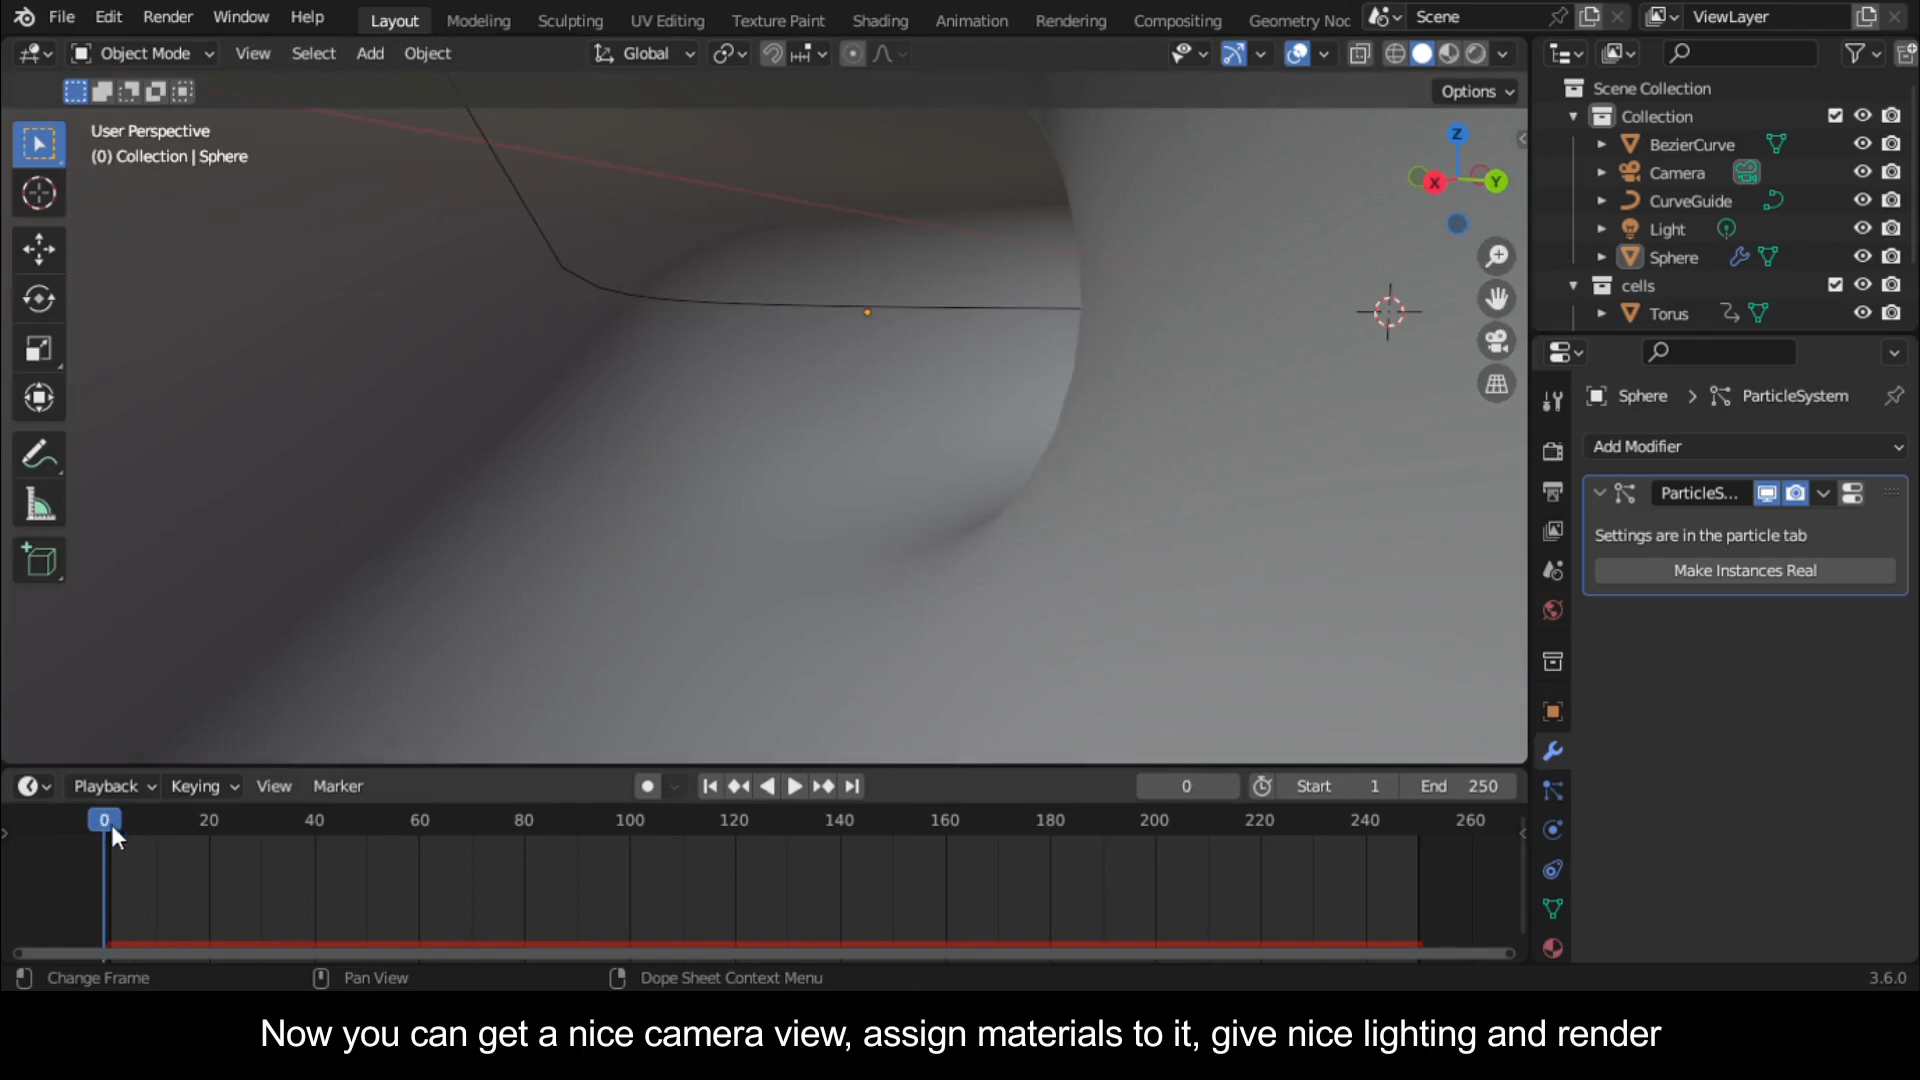 File Edit Render Window Help Layout Modeling Sculpting UV Editing Texture Paint Shading Animation Rendering Compositing Geometry Noc Scene ViewLayer
Object Mode View Select Add Object Global
Options
User Perspective
(0) Collection | Sphere
Z
X
Y
Scene Collection
Collection
BezierCurve
Camera
CurveGuide
Light
Sphere
cells
Torus
Sphere > ParticleSystem
Add Modifier
ParticleS...
Settings are in the particle tab
Make Instances Real
Playback Keying View Marker 0 Start 1 End 250
0 20 40 60 80 100 120 140 160 180 200 220 240 260
Change Frame Pan View Dope Sheet Context Menu 3.6.0
Now you can get a nice camera view, assign materials to it, give nice lighting and render